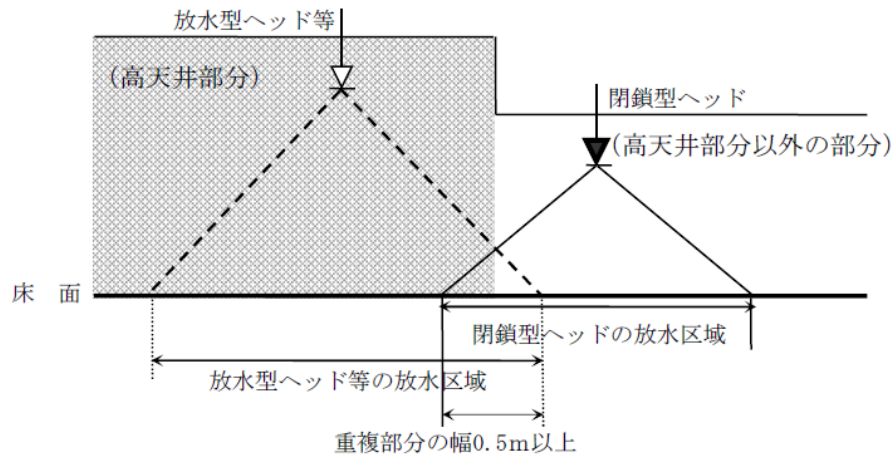 放水型ヘッド等
(高天井部分)
閉鎖型ヘッド
(高天井部分以外の部分)
床　面
閉鎖型ヘッドの放水区域
放水型ヘッド等の放水区域
重複部分の幅0.5m以上